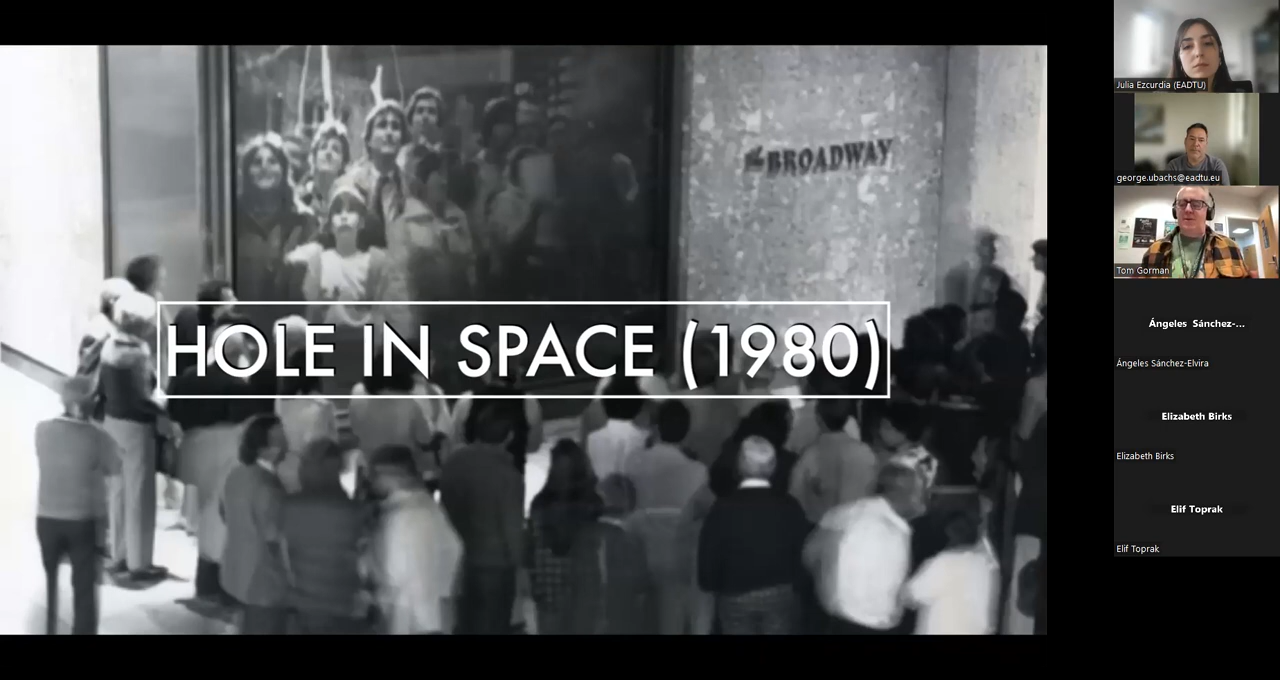 the BROADWAY
HOLE IN SPACE (1980)
Julia Ezcurdia (EADTU)
george.ubachs@eadtu.eu
Tom Gorman
Ángeles Sánchez-...
Ángeles Sánchez-Elvira
Elizabeth Birks
Elizabeth Birks
Elif Toprak
Elif Toprak